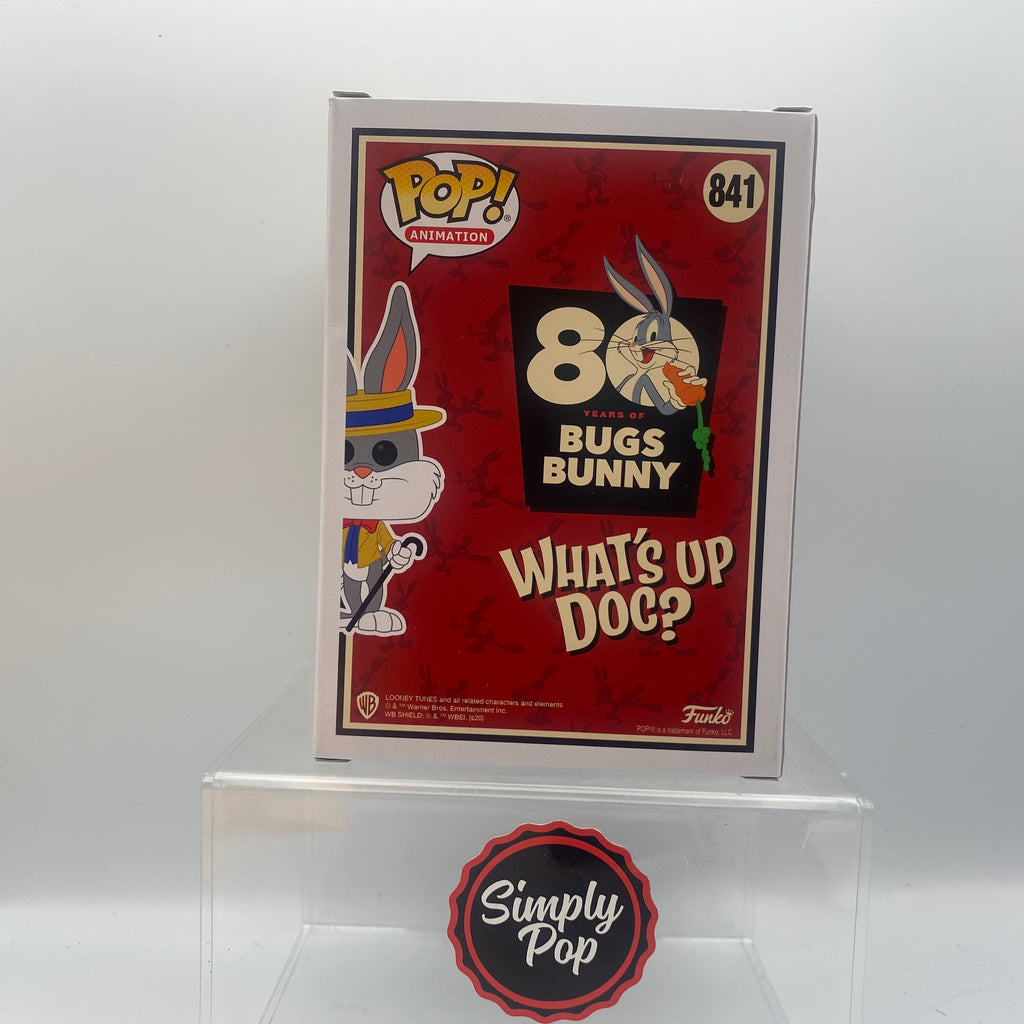 POP!®
ANIMATION
841
80
YEARS OF
BUGS
BUNNY
WHAT'S UP
DOC?
WB
LOONEY TUNES and all related characters and elements
© & ™ Warner Bros. Entertainment Inc.
WB SHIELD: © & ™ WBEI. (s20)
Funko
POP!® is a trademark of Funko, LLC
Simply
Pop